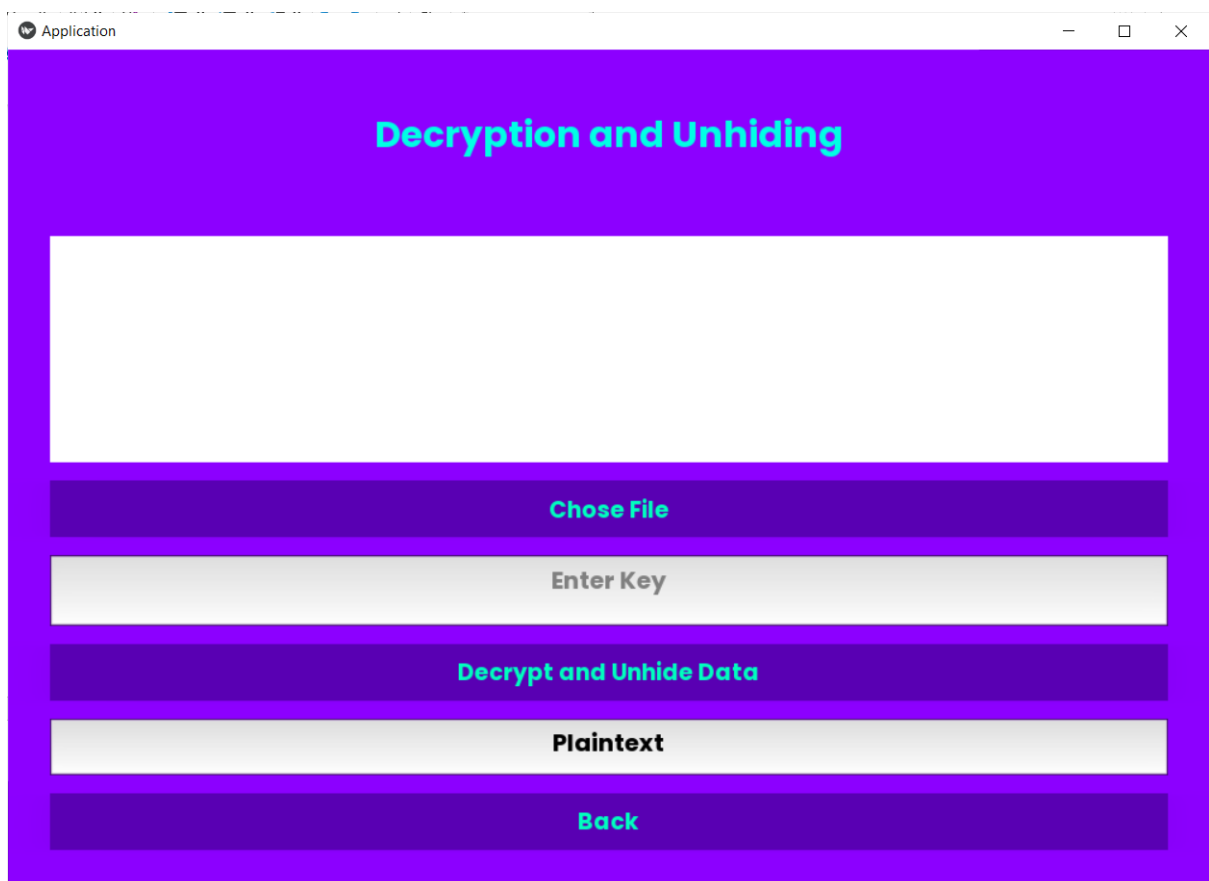 Application
Decryption and Unhiding
Chose File
Enter Key
Decrypt and Unhide Data
Plaintext
Back